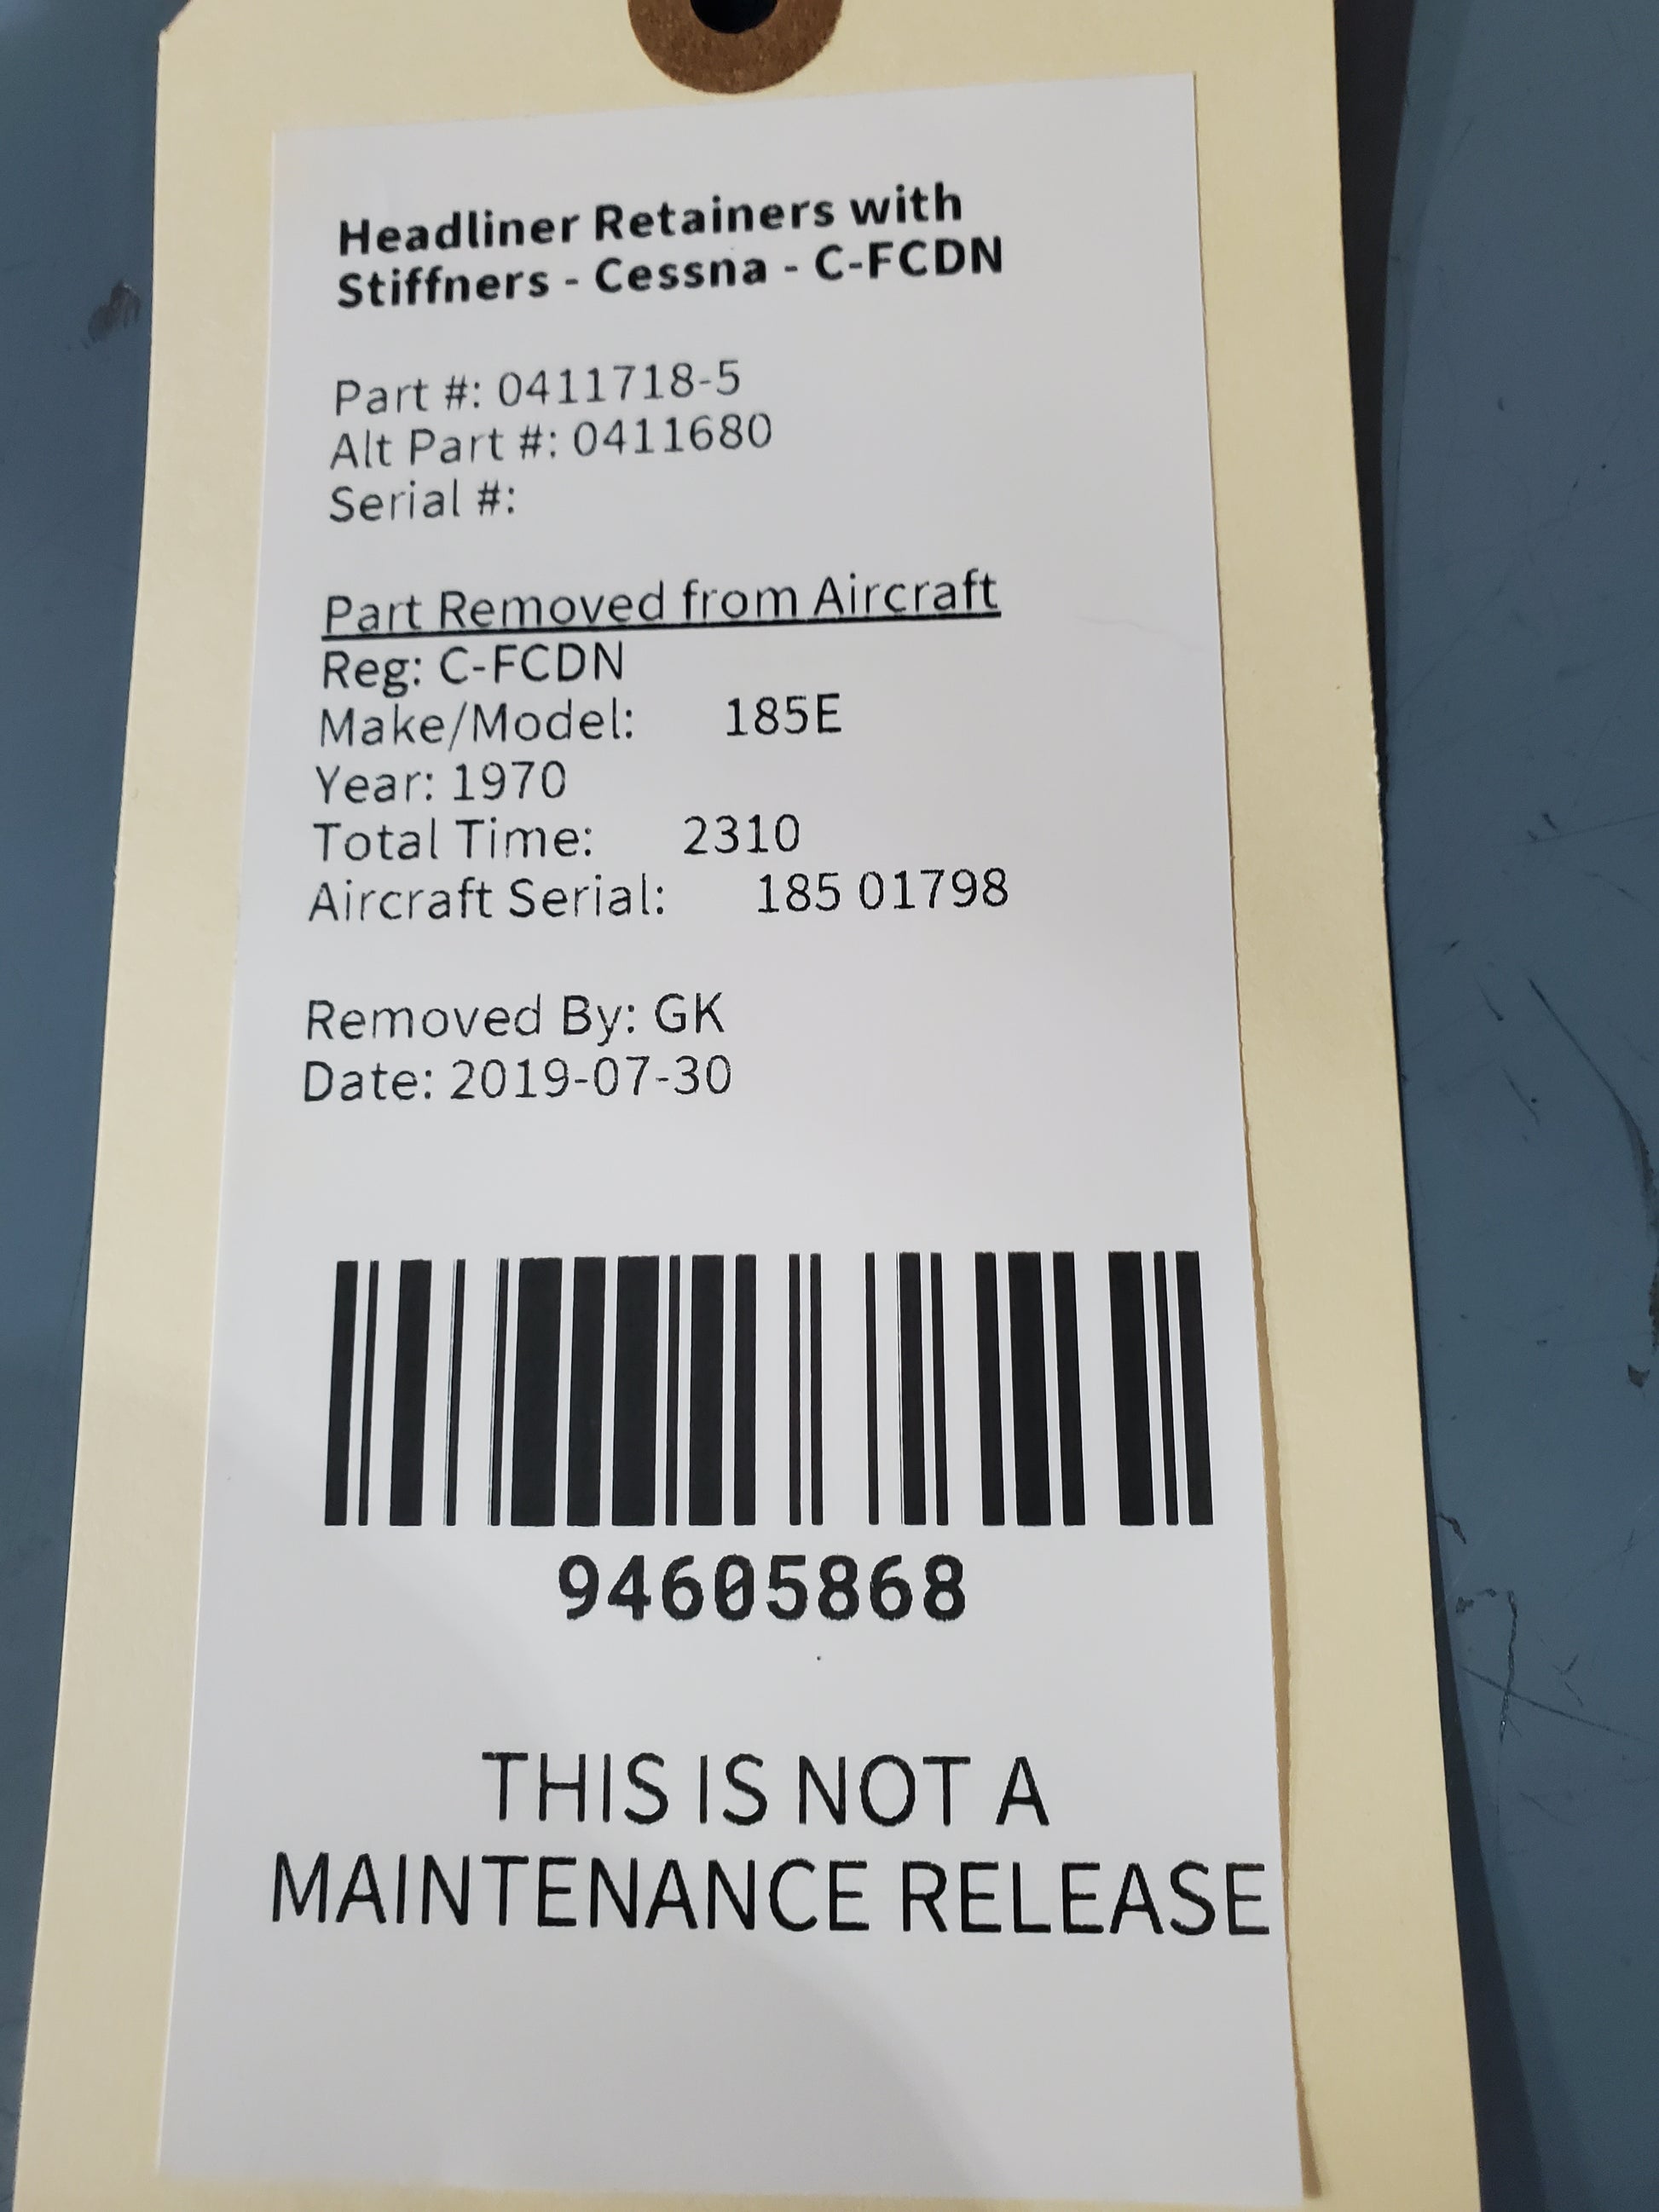 Headliner Retainers with
Stiffners - Cessna - C-FCDN
Part #: 0411718-5
Alt Part #: 0411680
Serial #:
Part Removed from Aircraft
Reg: C-FCDN
Make/Model: 185E
Year: 1970
Total Time: 2310
Aircraft Serial: 185 01798
Removed By: GK
Date: 2019-07-30
94605868
THIS IS NOT A
MAINTENANCE RELEASE